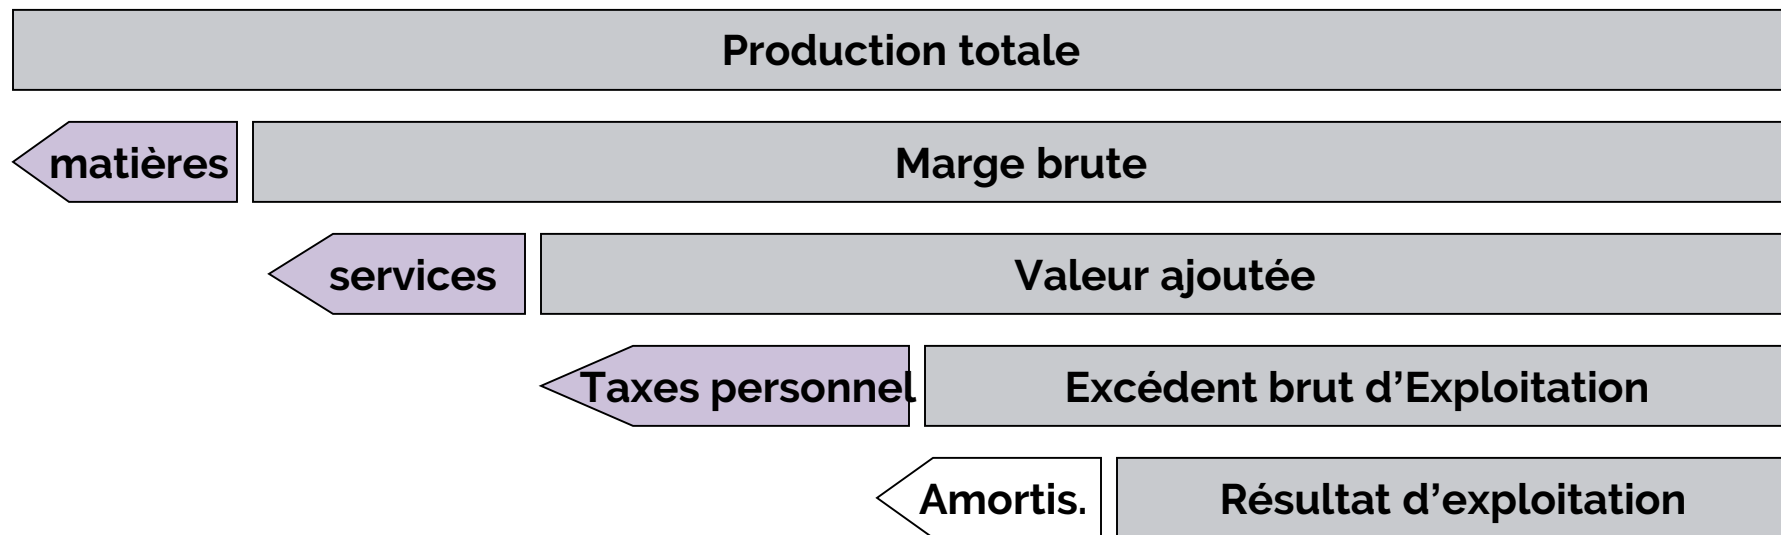 Production totale
matières
Marge brute
services
Valeur ajoutée
Taxes personnel
Excédent brut d’Exploitation
Amortis.
Résultat d’exploitation